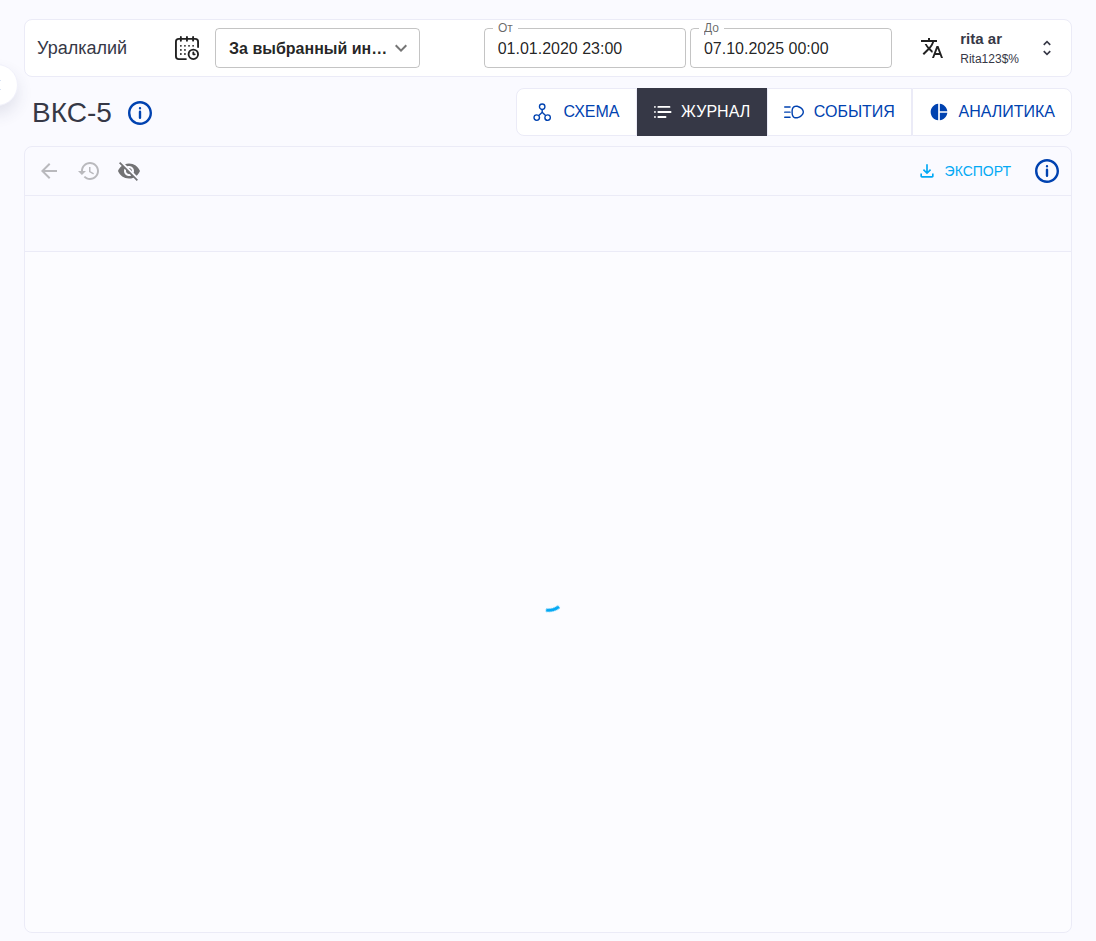 Уралкалий
За выбранный ин...
От
01.01.2020 23:00
До
07.10.2025 00:00
rita ar
Rita123$%
ВКС-5
СХЕМА
ЖУРНАЛ
СОБЫТИЯ
АНАЛИТИКА
ЭКСПОРТ